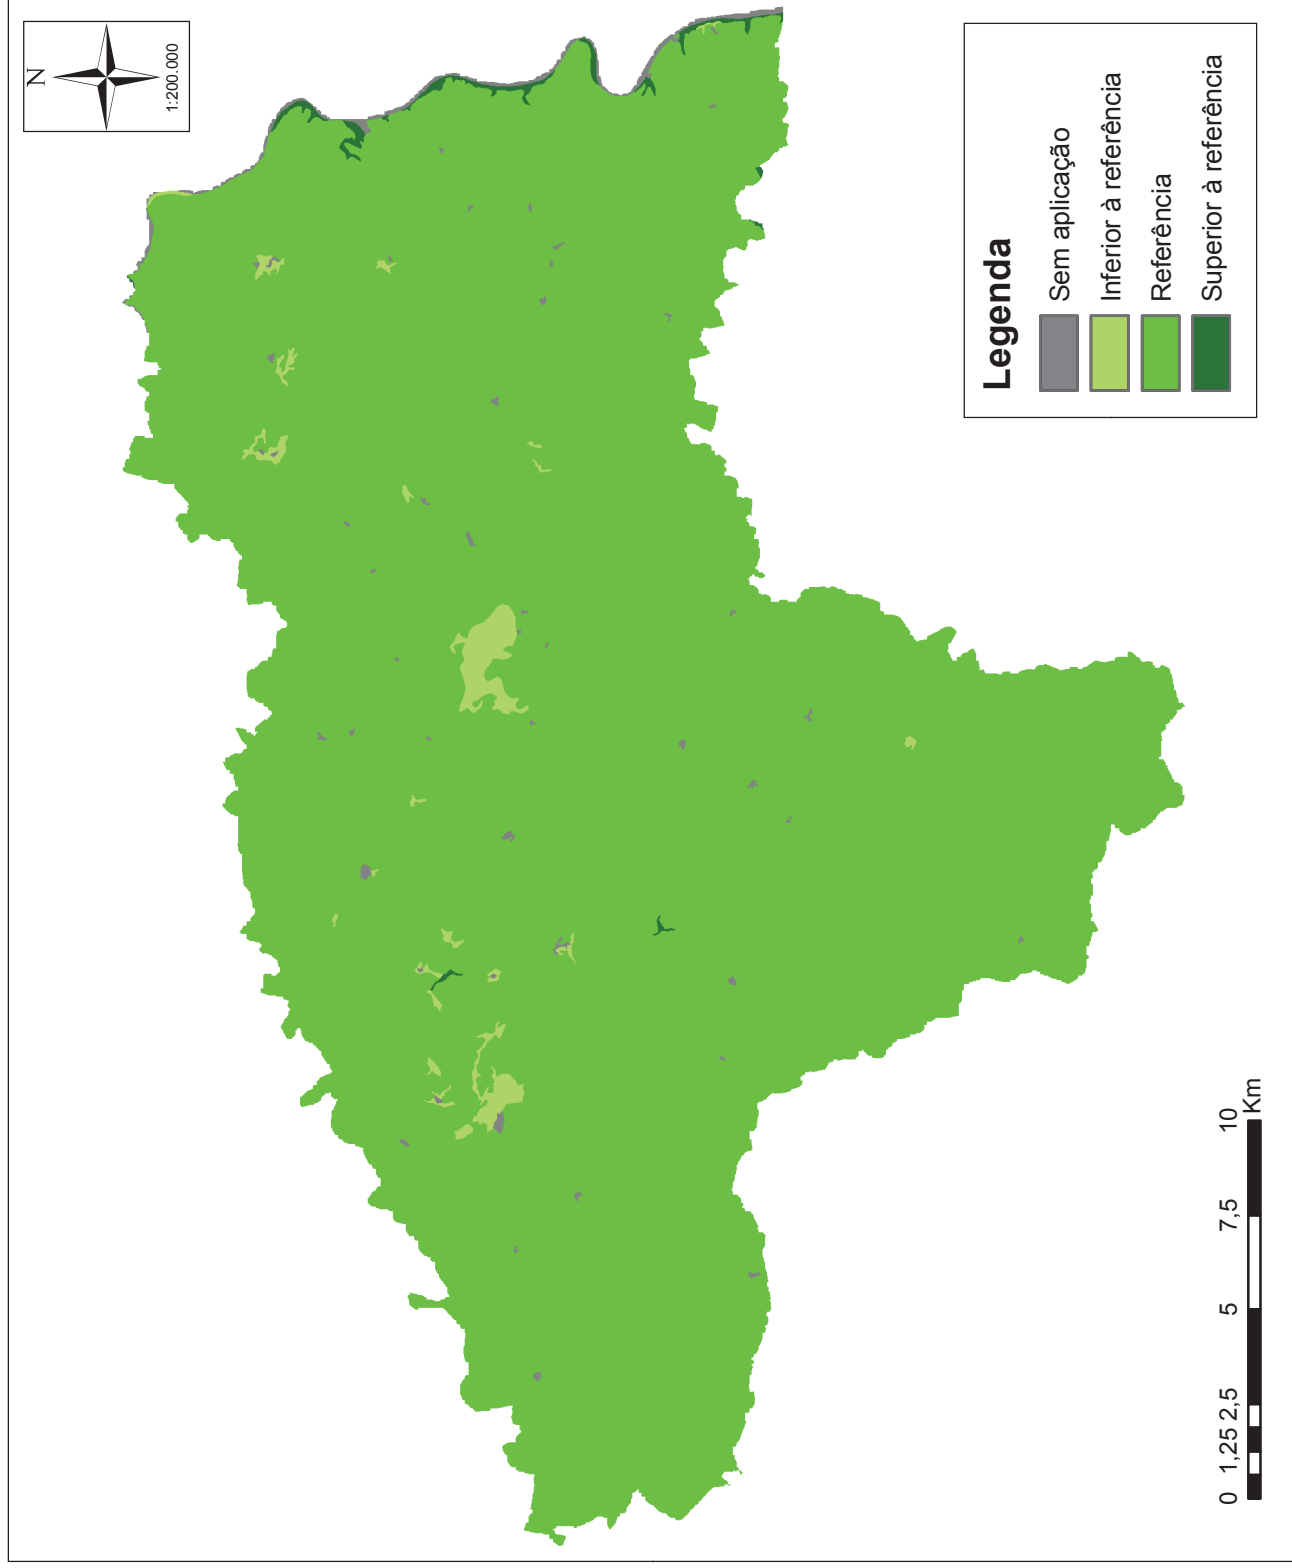 N
1:200.000
Legenda
Sem aplicação
Inferior à referência
Referência
Superior à referência
0 1,25 2,5 5 7,5 10
Km